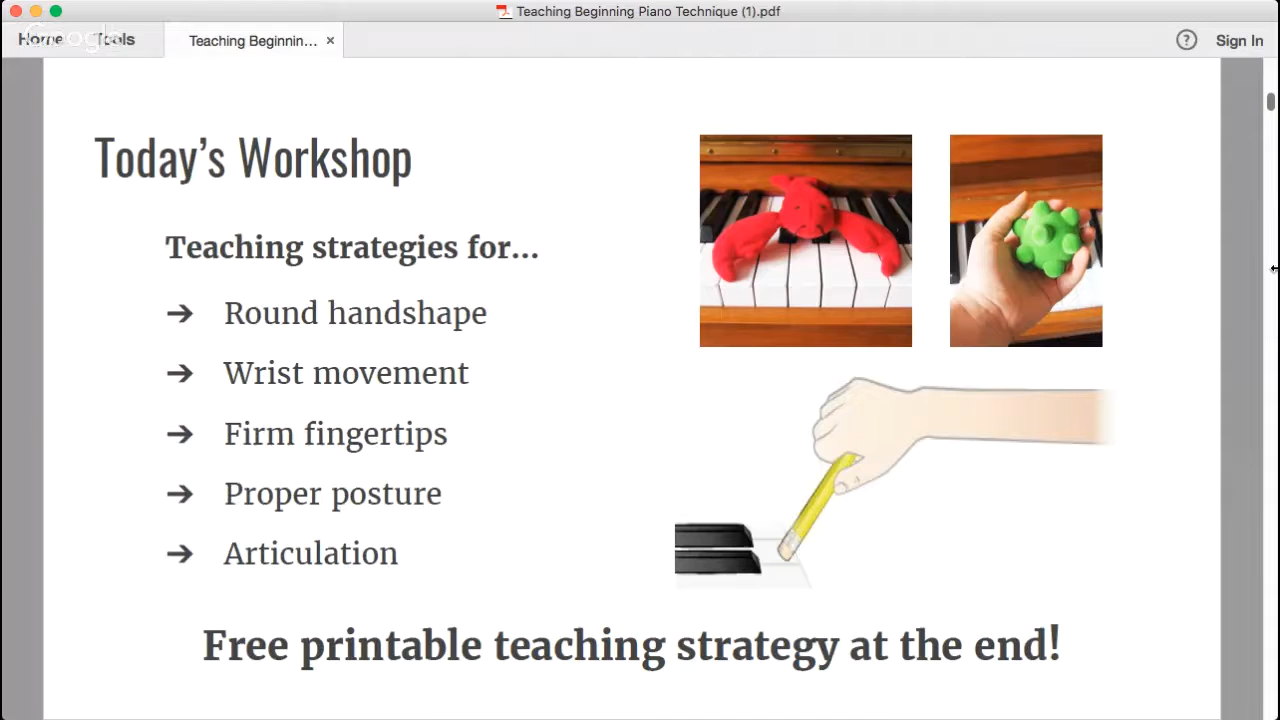 Teaching Beginning Piano Technique (1).pdf
Home Tools Teaching Beginnin... × ? Sign In
Google
Today's Workshop
Teaching strategies for...
➔ Round handshape
➔ Wrist movement
➔ Firm fingertips
➔ Proper posture
➔ Articulation
Free printable teaching strategy at the end!